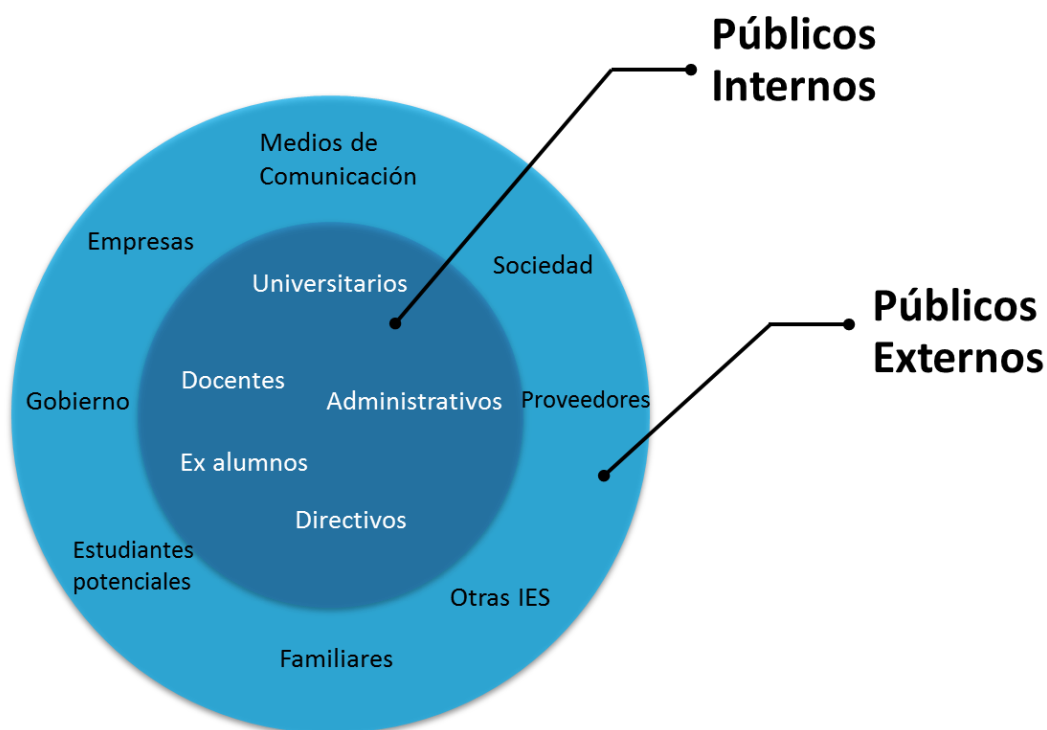 Públicos
Internos
Medios de
Comunicación
Empresas
Sociedad
Universitarios
Públicos
Externos
Docentes
Administrativos
Proveedores
Gobierno
Ex alumnos
Directivos
Estudiantes
potenciales
Otras IES
Familiares